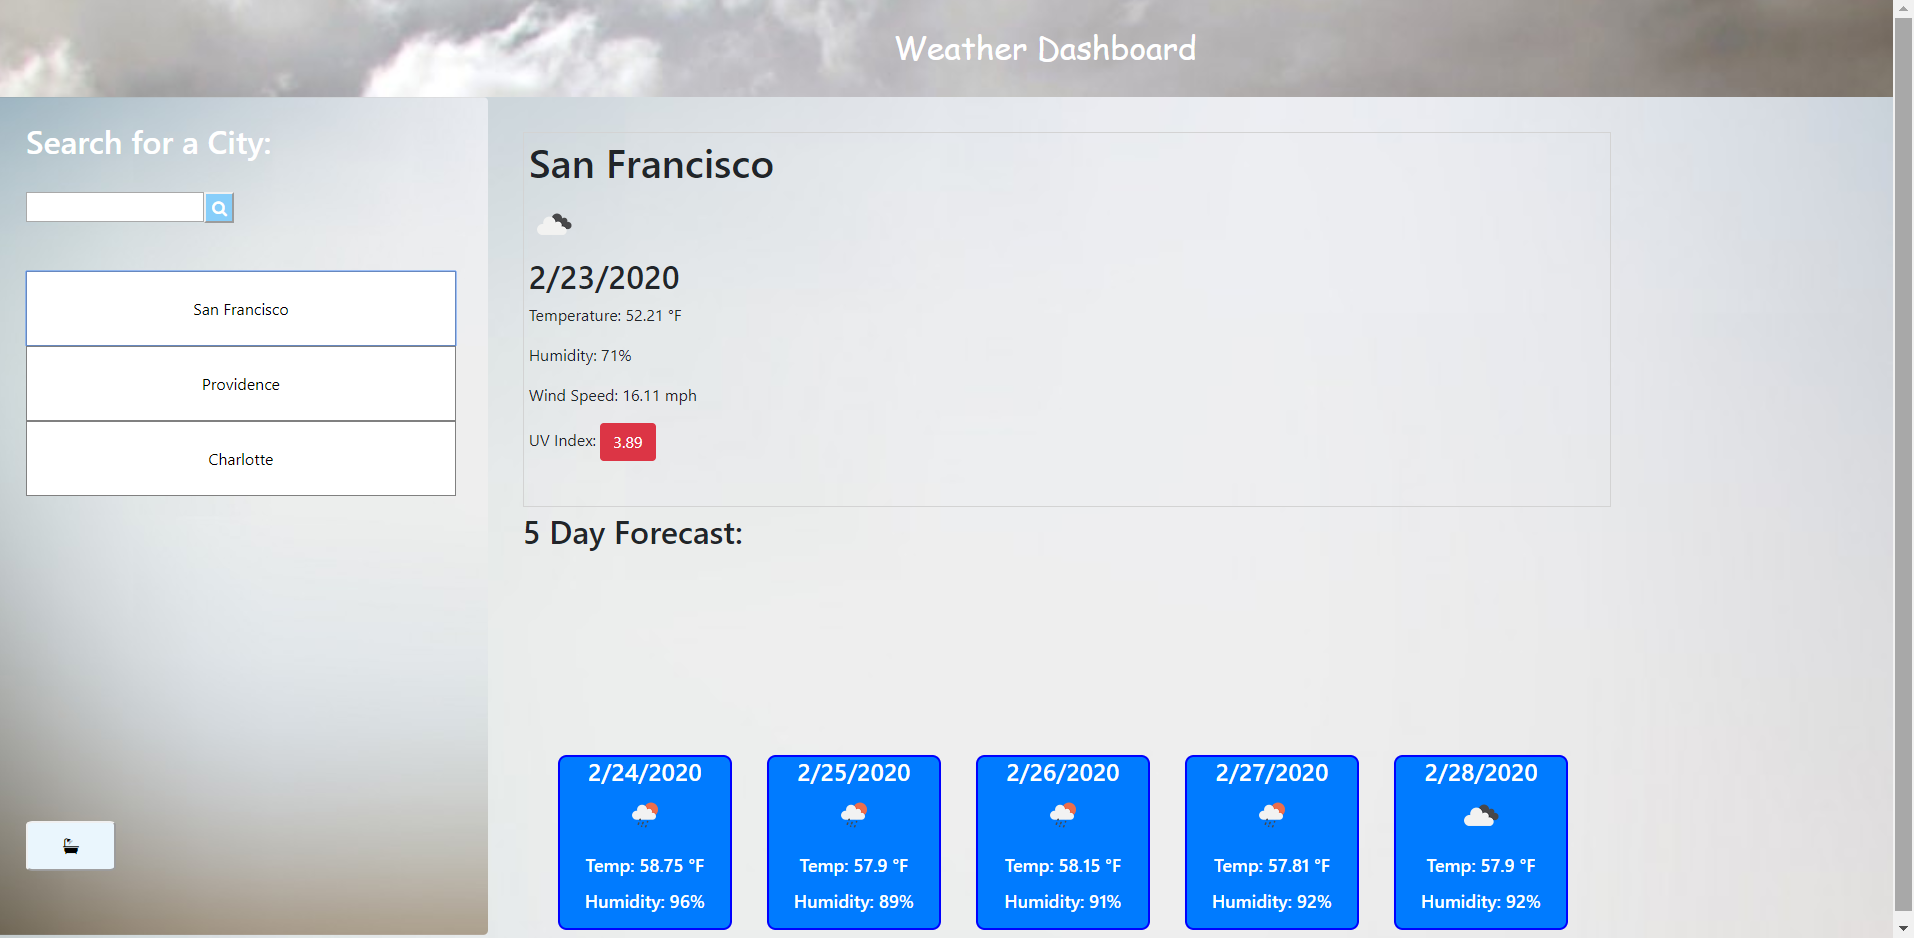 Weather Dashboard
Search for a City:
San Francisco
Providence
Charlotte
San Francisco
2/23/2020
Temperature: 52.21 °F
Humidity: 71%
Wind Speed: 16.11 mph
UV Index: 3.89
5 Day Forecast:
2/24/2020
Temp: 58.75 °F
Humidity: 96%
2/25/2020
Temp: 57.9 °F
Humidity: 89%
2/26/2020
Temp: 58.15 °F
Humidity: 91%
2/27/2020
Temp: 57.81 °F
Humidity: 92%
2/28/2020
Temp: 57.9 °F
Humidity: 92%